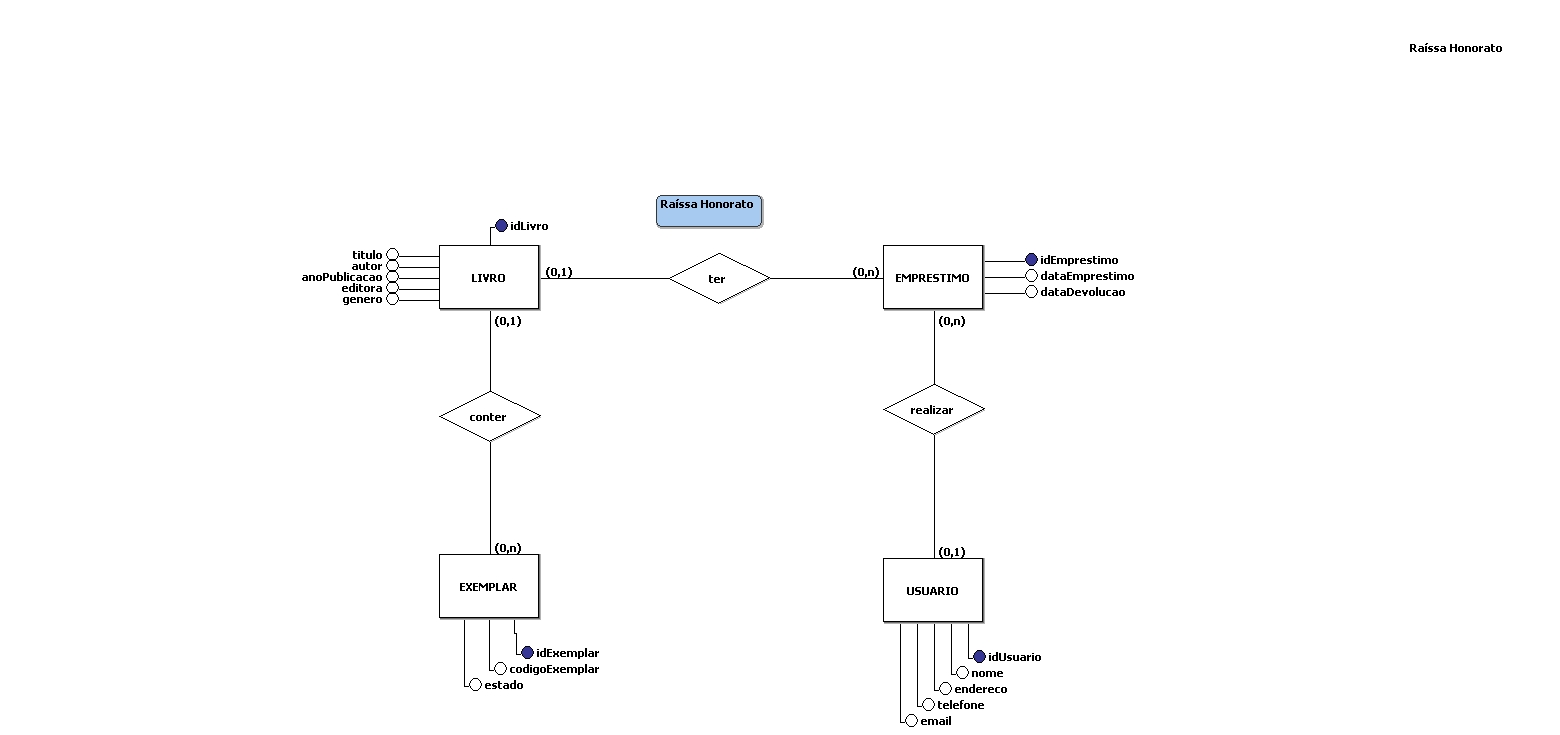 Raíssa Honorato
Raíssa Honorato
idLivro
titulo
autor
anoPublicacao
editora
genero
LIVRO
(0,1)
ter
(0,n)
EMPRESTIMO
idEmprestimo
dataEmprestimo
dataDevolucao
(0,1)
(0,n)
conter
realizar
(0,n)
(0,1)
EXEMPLAR
USUARIO
idExemplar
codigoExemplar
estado
idUsuario
nome
endereco
telefone
email